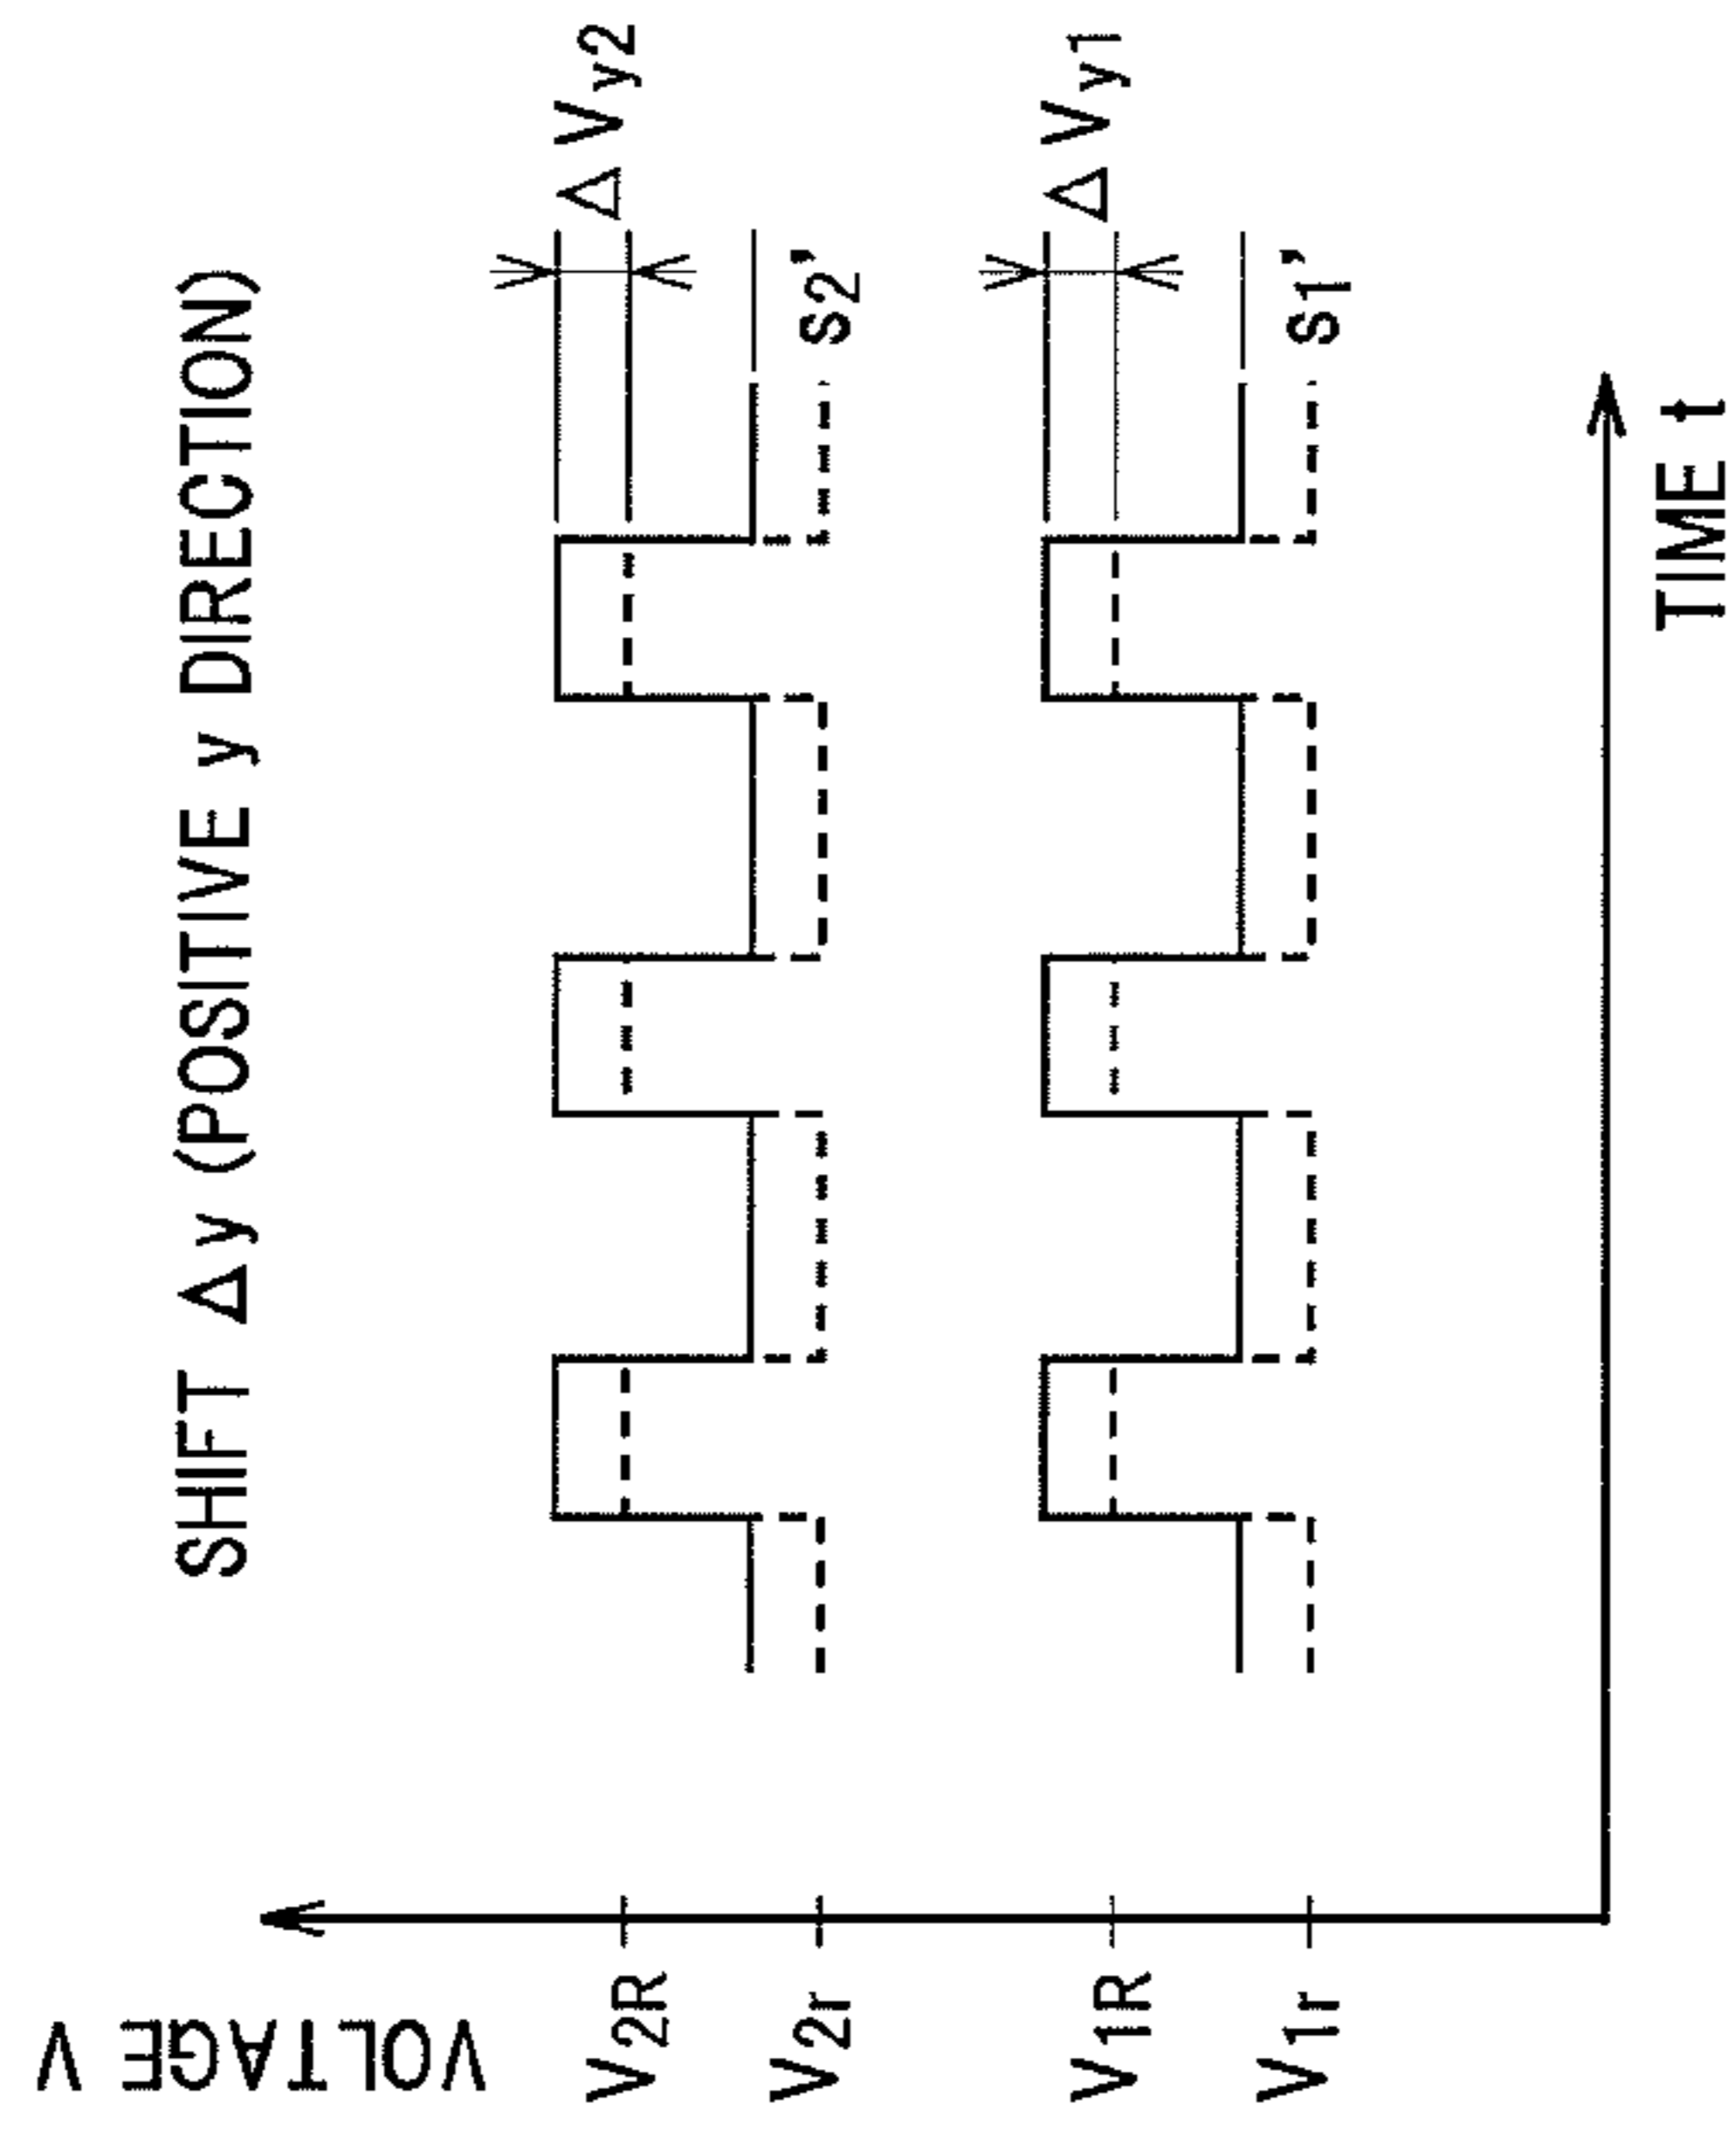 SHIFT Δy (POSITIVE y DIRECTION)
VOLTAGE V
V2R
V2r
V1R
V1r
ΔVy2
s2’
ΔVy1
s1’
TIME t